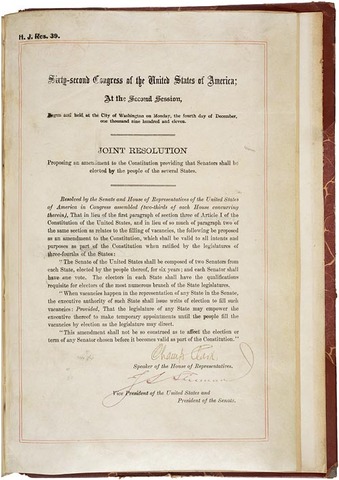 H. J. Res. 39.
Sixty-second Congress of the United States of America;
At the Second Session,
Begun and held at the City of Washington on Monday, the fourth day of December,
one thousand nine hundred and eleven.
JOINT RESOLUTION
Proposing an amendment to the Constitution providing that Senators shall be
elected by the people of the several States.
Resolved by the Senate and House of Representatives of the United States
of America in Congress assembled (two-thirds of each House concurring
therein), That in lieu of the first paragraph of section three of Article I of the
Constitution of the United States, and in lieu of so much of paragraph two of
the same section as relates to the filling of vacancies, the following be proposed
as an amendment to the Constitution, which shall be valid to all intents and
purposes as part of the Constitution when ratified by the legislatures of
three-fourths of the States:
"The Senate of the United States shall be composed of two Senators from
each State, elected by the people thereof, for six years; and each Senator shall
have one vote. The electors in each State shall have the qualifications
requisite for electors of the most numerous branch of the State legislatures.
"When vacancies happen in the representation of any State in the Senate,
the executive authority of such State shall issue writs of election to fill such
vacancies: Provided, That the legislature of any State may empower the
executive thereof to make temporary appointments until the people fill the
vacancies by election as the legislature may direct.
"This amendment shall not be so construed as to affect the election or
term of any Senator chosen before it becomes valid as part of the Constitution."
Champ Clark
Speaker of the House of Representatives.
J. S. Sherman
Vice President of the United States and
President of the Senate.